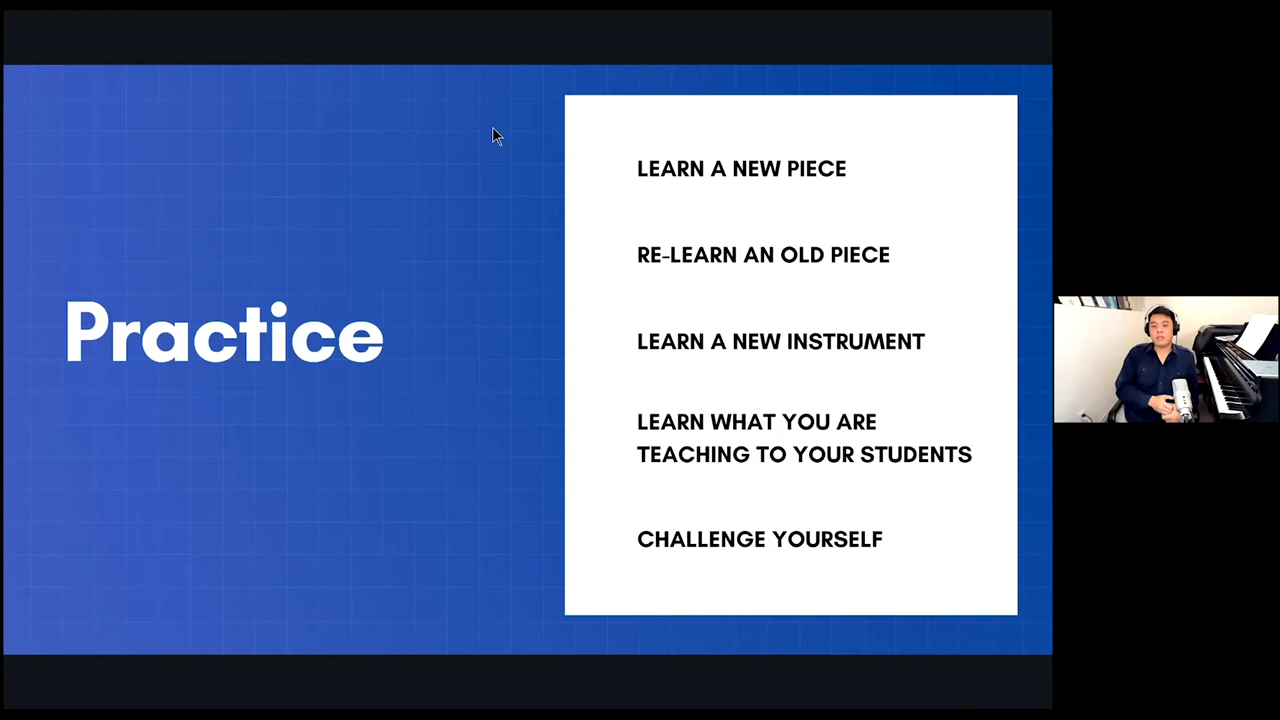 Practice
LEARN A NEW PIECE
RE-LEARN AN OLD PIECE
LEARN A NEW INSTRUMENT
LEARN WHAT YOU ARE
TEACHING TO YOUR STUDENTS
CHALLENGE YOURSELF